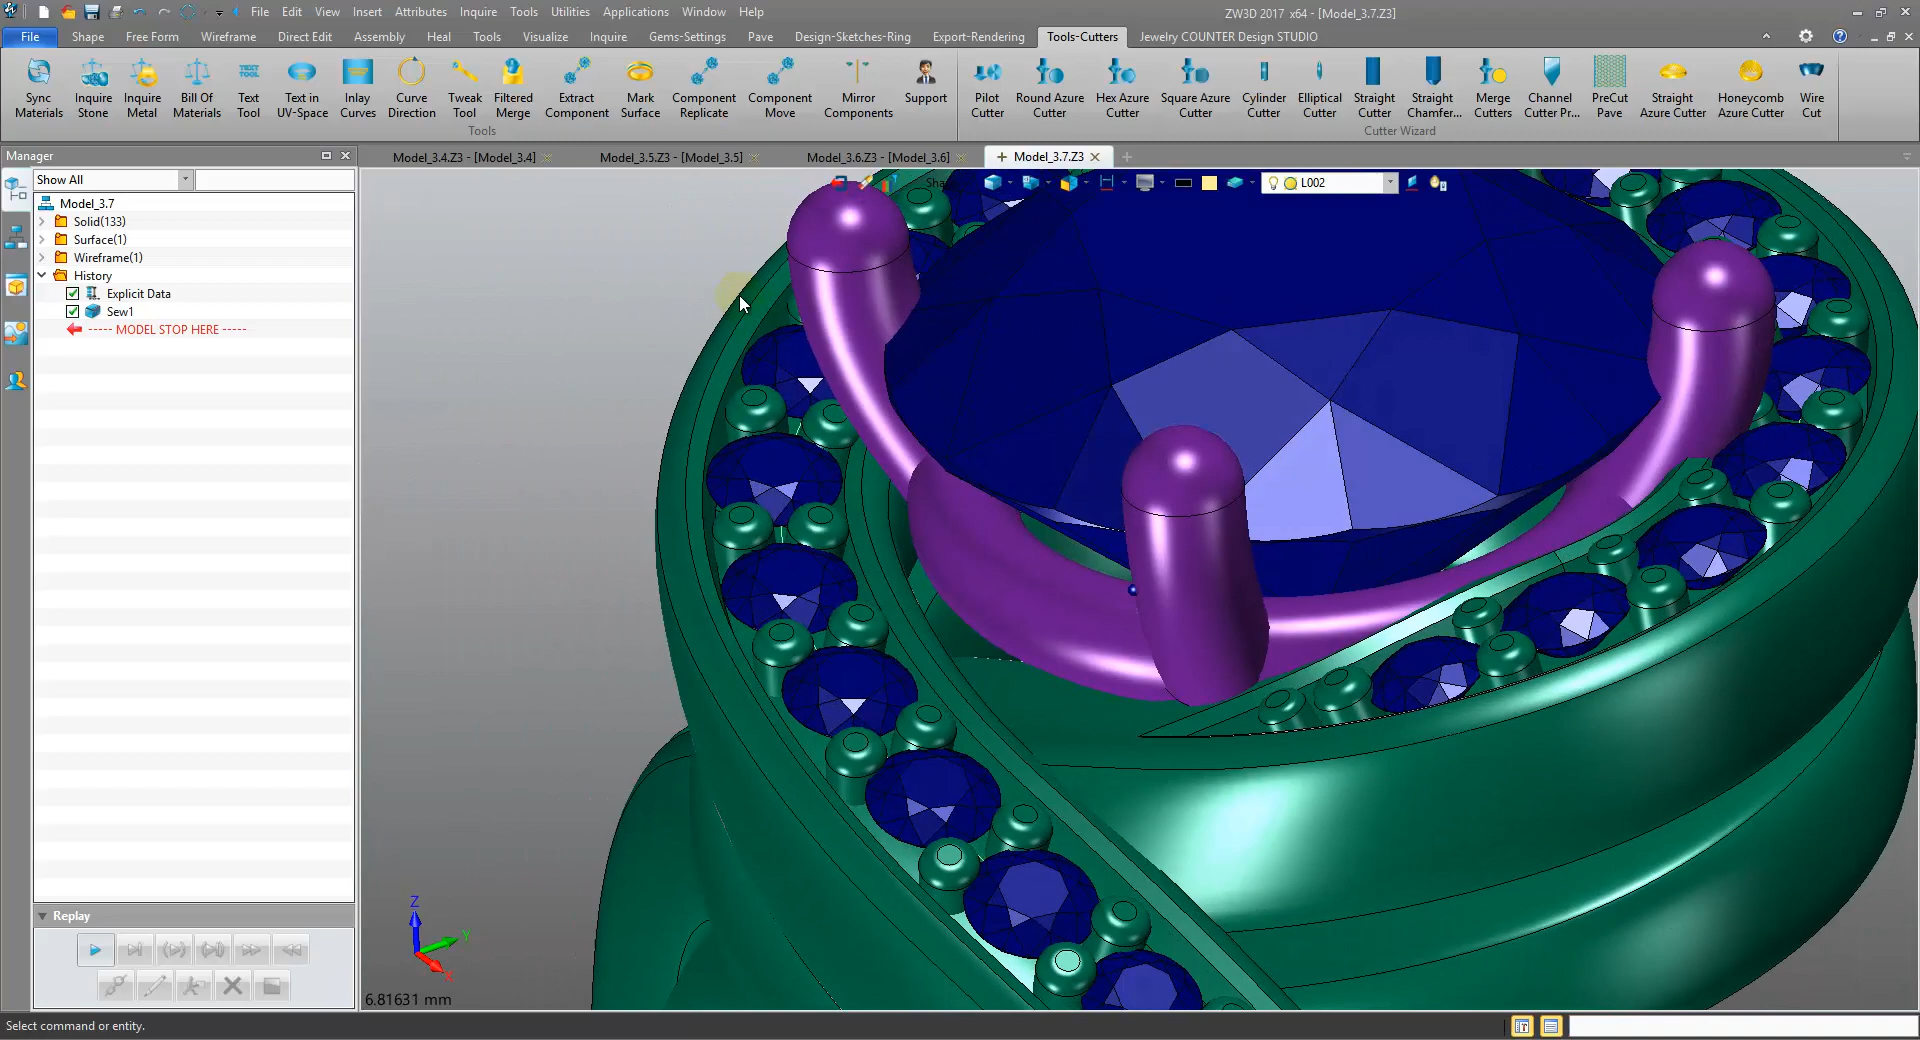 File Edit View Insert Attributes Inquire Tools Utilities Applications Window Help ZW3D 2017 x64 - [Model_3.7.Z3]
File Shape Free Form Wireframe Direct Edit Assembly Heal Tools Visualize Inquire Gems-Settings Pave Design-Sketches-Ring Export-Rendering Tools-Cutters Jewelry COUNTER Design STUDIO
TEXT TOOL
Sync Materials Inquire Stone Inquire Metal Bill Of Materials Text Tool Text in UV-Space Inlay Curves Curve Direction Tweak Tool Filtered Merge Extract Component Mark Surface Component Replicate Component Move Mirror Components Support Pilot Cutter Round Azure Cutter Hex Azure Cutter Square Azure Cutter Cylinder Cutter Elliptical Cutter Straight Cutter Straight Chamfer... Merge Cutters Channel Cutter Pr... PreCut Pave Straight Azure Cutter Honeycomb Azure Cutter Wire Cut
Tools Cutter Wizard
Manager Model_3.4.Z3 - [Model_3.4] Model_3.5.Z3 - [Model_3.5] Model_3.6.Z3 - [Model_3.6] Model_3.7.Z3
Show All L002
Model_3.7
Solid(133)
Surface(1)
Wireframe(1)
History
Explicit Data
Sew1
----- MODEL STOP HERE -----
Replay
Z
Y
X
6.81631 mm
Select command or entity.